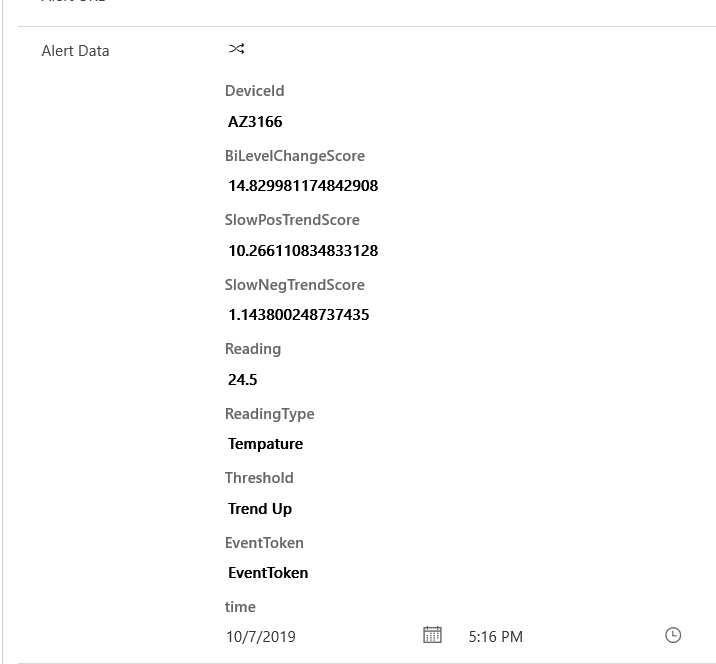 Alert Data
DeviceId
AZ3166
BiLevelChangeScore
14.829981174842908
SlowPosTrendScore
10.266110834833128
SlowNegTrendScore
1.143800248737435
Reading
24.5
ReadingType
Tempature
Threshold
Trend Up
EventToken
EventToken
time
10/7/2019 5:16 PM